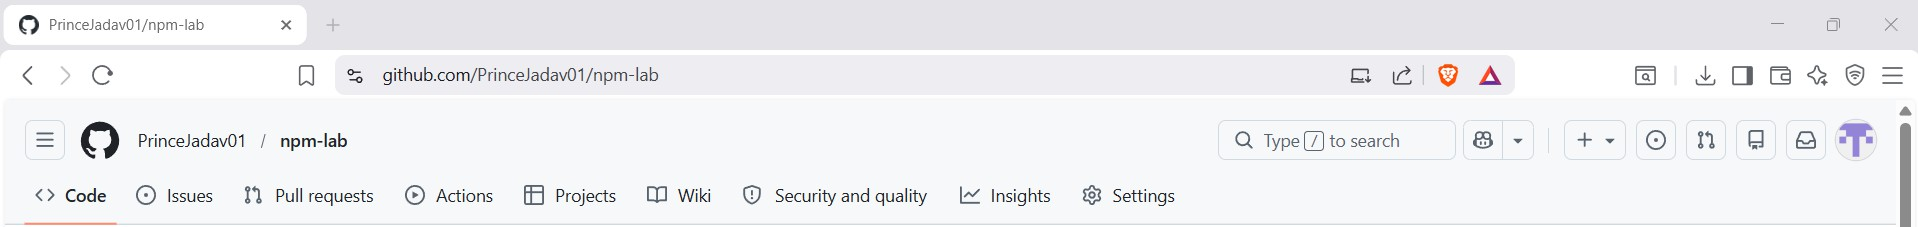 PrinceJadav01/npm-lab
github.com/PrinceJadav01/npm-lab
PrinceJadav01 / npm-lab
Type / to search
Code Issues Pull requests Actions Projects Wiki Security and quality Insights Settings